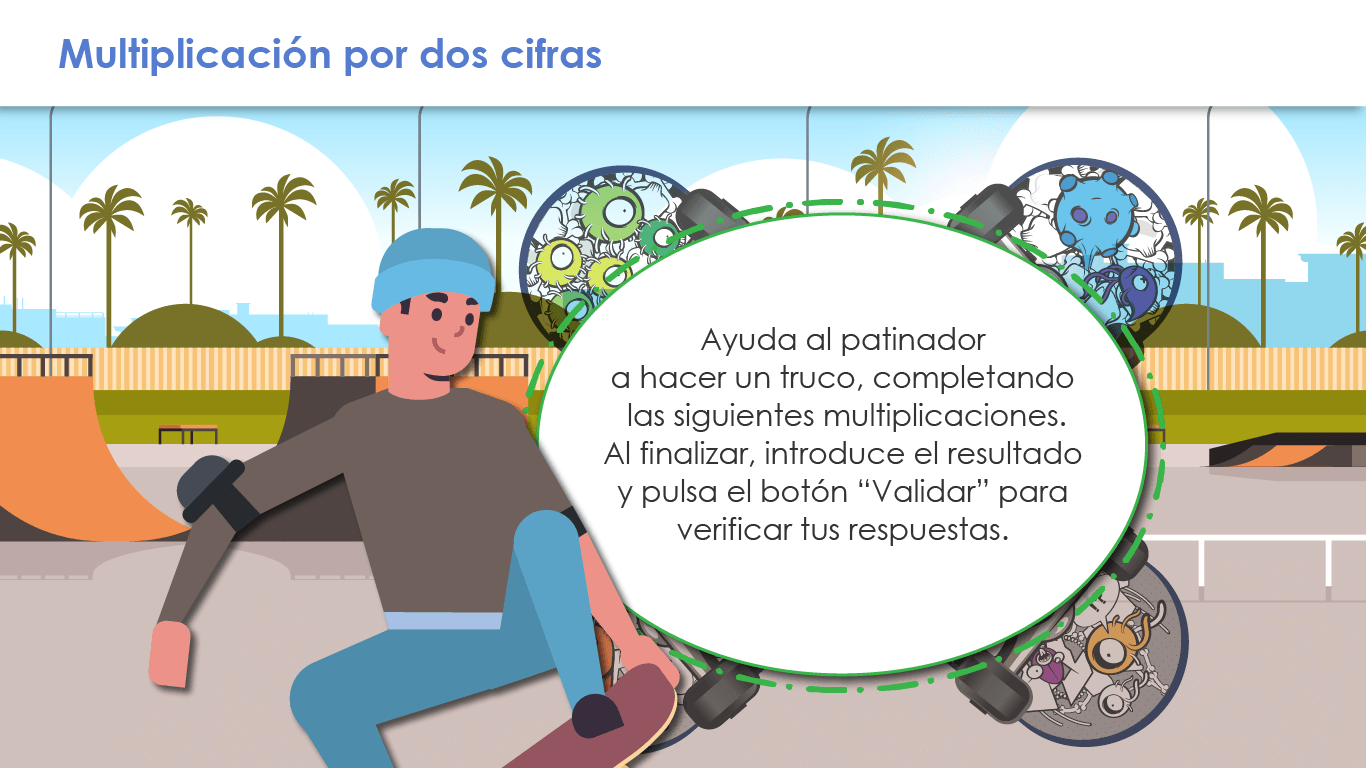 Multiplicación por dos cifras
Ayuda al patinador
a hacer un truco, completando
las siguientes multiplicaciones.
Al finalizar, introduce el resultado
y pulsa el botón “Validar” para
verificar tus respuestas.